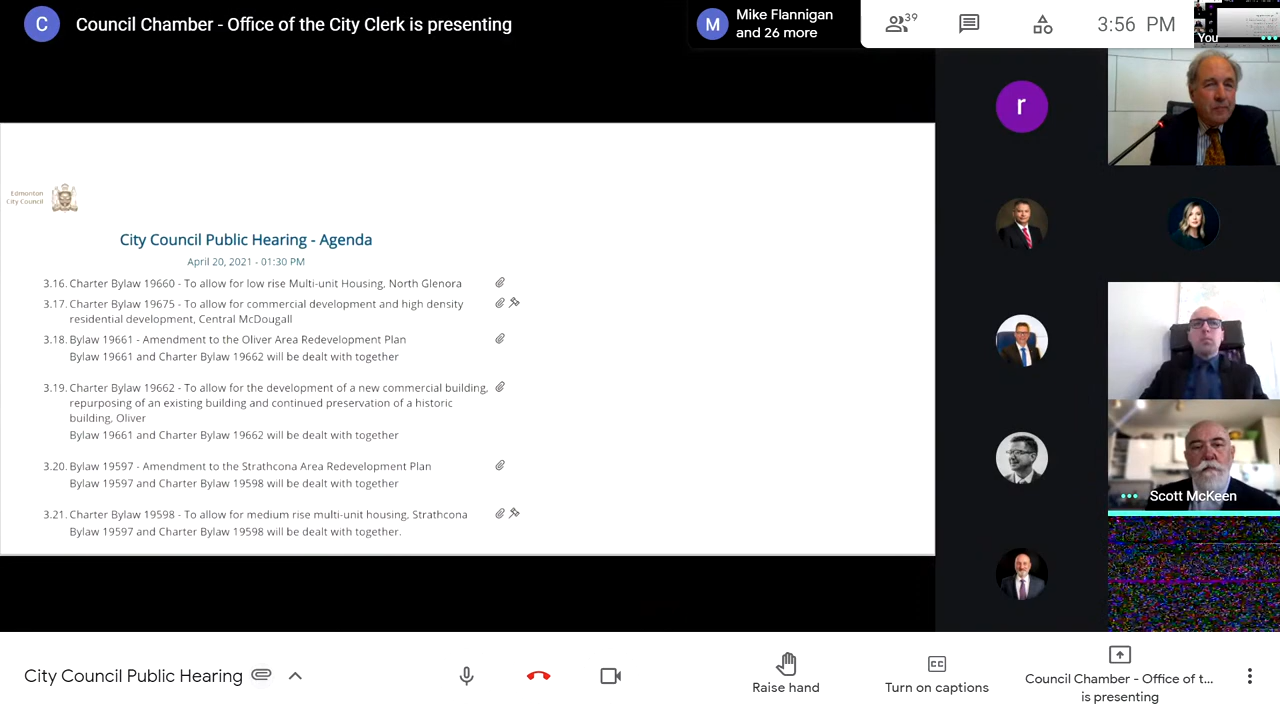 C
Council Chamber - Office of the City Clerk is presenting
M
Mike Flannigan
and 26 more
39
3:56 PM
You
r
Edmonton
City Council
City Council Public Hearing - Agenda
April 20, 2021 - 01:30 PM
3.16. Charter Bylaw 19660 - To allow for low rise Multi-unit Housing, North Glenora
3.17. Charter Bylaw 19675 - To allow for commercial development and high density
residential development, Central McDougall
3.18. Bylaw 19661 - Amendment to the Oliver Area Redevelopment Plan
Bylaw 19661 and Charter Bylaw 19662 will be dealt with together
3.19. Charter Bylaw 19662 - To allow for the development of a new commercial building,
repurposing of an existing building and continued preservation of a historic
building, Oliver
Bylaw 19661 and Charter Bylaw 19662 will be dealt with together
3.20. Bylaw 19597 - Amendment to the Strathcona Area Redevelopment Plan
Bylaw 19597 and Charter Bylaw 19598 will be dealt with together
3.21. Charter Bylaw 19598 - To allow for medium rise multi-unit housing, Strathcona
Bylaw 19597 and Charter Bylaw 19598 will be dealt with together.
Scott McKeen
City Council Public Hearing
Raise hand
CC
Turn on captions
Council Chamber - Office of t...
is presenting